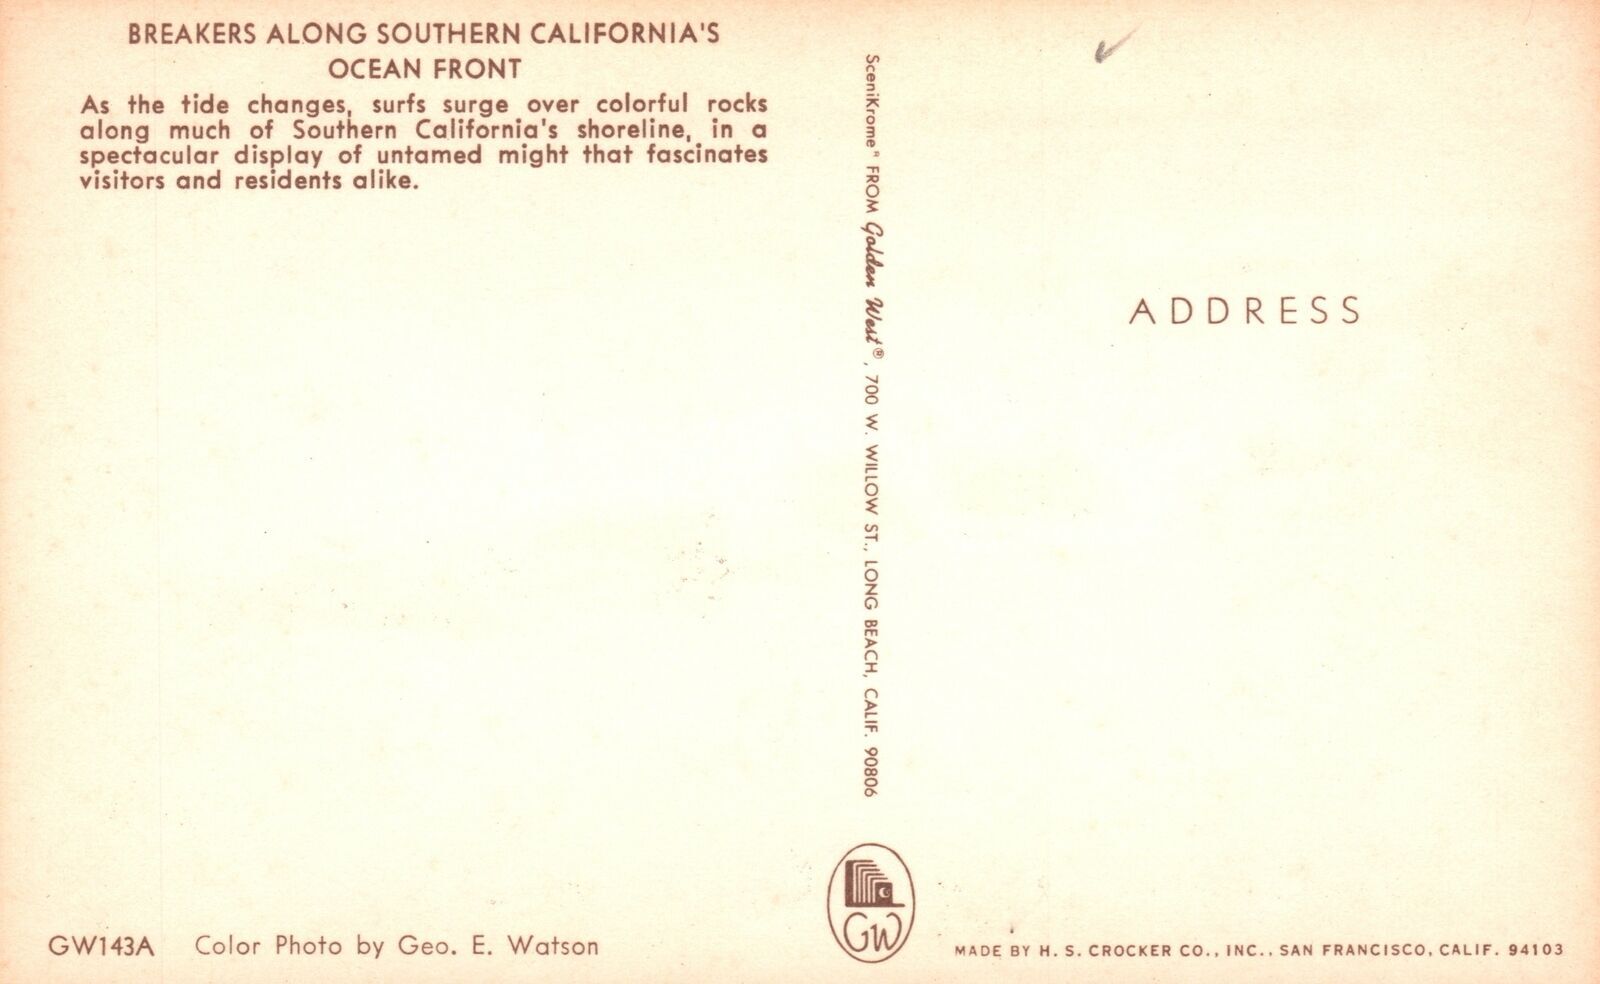 BREAKERS ALONG SOUTHERN CALIFORNIA'S
OCEAN FRONT
As the tide changes, surfs surge over colorful rocks
along much of Southern California's shoreline, in a
spectacular display of untamed might that fascinates
visitors and residents alike.
SceniKrome® FROM Golden West®, 700 W. WILLOW ST., LONG BEACH, CALIF. 90806
ADDRESS
GW143A Color Photo by Geo. E. Watson
GW
MADE BY H. S. CROCKER CO., INC., SAN FRANCISCO, CALIF. 94103